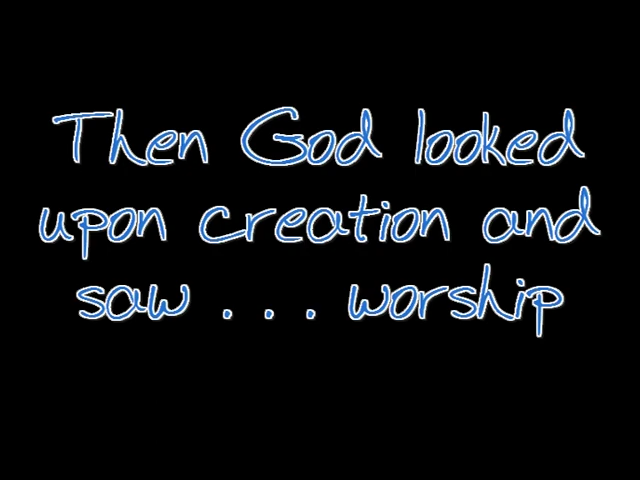 Then God looked
upon creation and
saw . . . worship